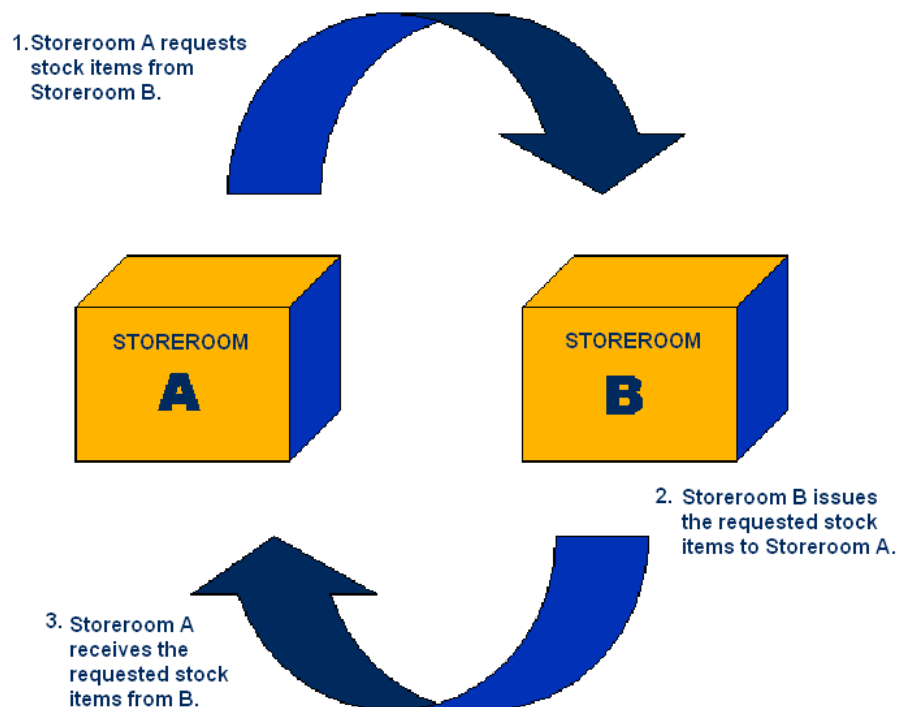 1. Storeroom A requests
stock items from
Storeroom B.
STOREROOM
A
STOREROOM
B
2. Storeroom B issues
the requested stock
items to Storeroom A.
3. Storeroom A
receives the
requested stock
items from B.